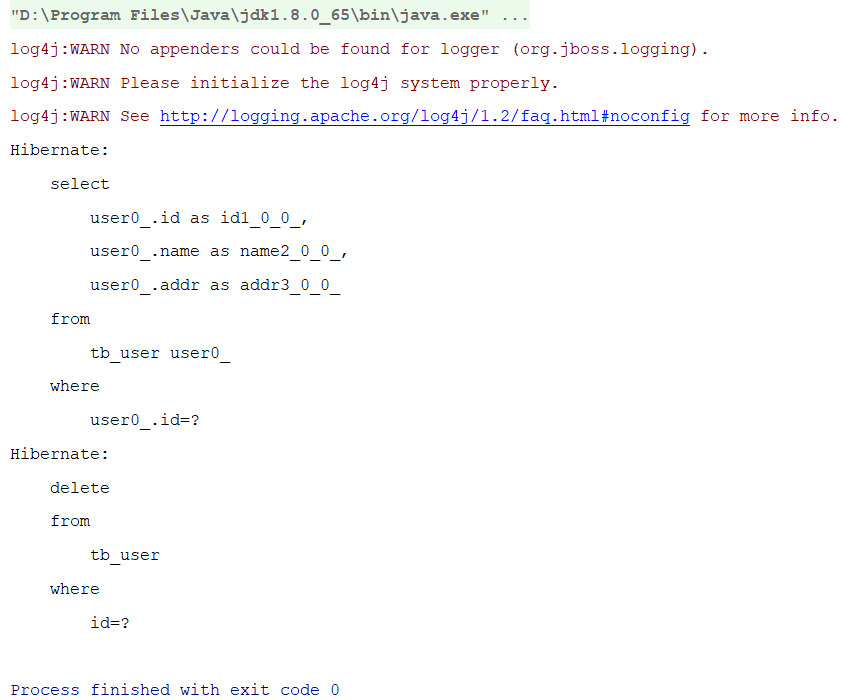 "D:\Program Files\Java\jdk1.8.0_65\bin\java.exe" ...
log4j:WARN No appenders could be found for logger (org.jboss.logging).
log4j:WARN Please initialize the log4j system properly.
log4j:WARN See http://logging.apache.org/log4j/1.2/faq.html#noconfig for more info.
Hibernate:
    select
        user0_.id as id1_0_0_,
        user0_.name as name2_0_0_,
        user0_.addr as addr3_0_0_
    from
        tb_user user0_
    where
        user0_.id=?
Hibernate:
    delete
    from
        tb_user
    where
        id=?
Process finished with exit code 0